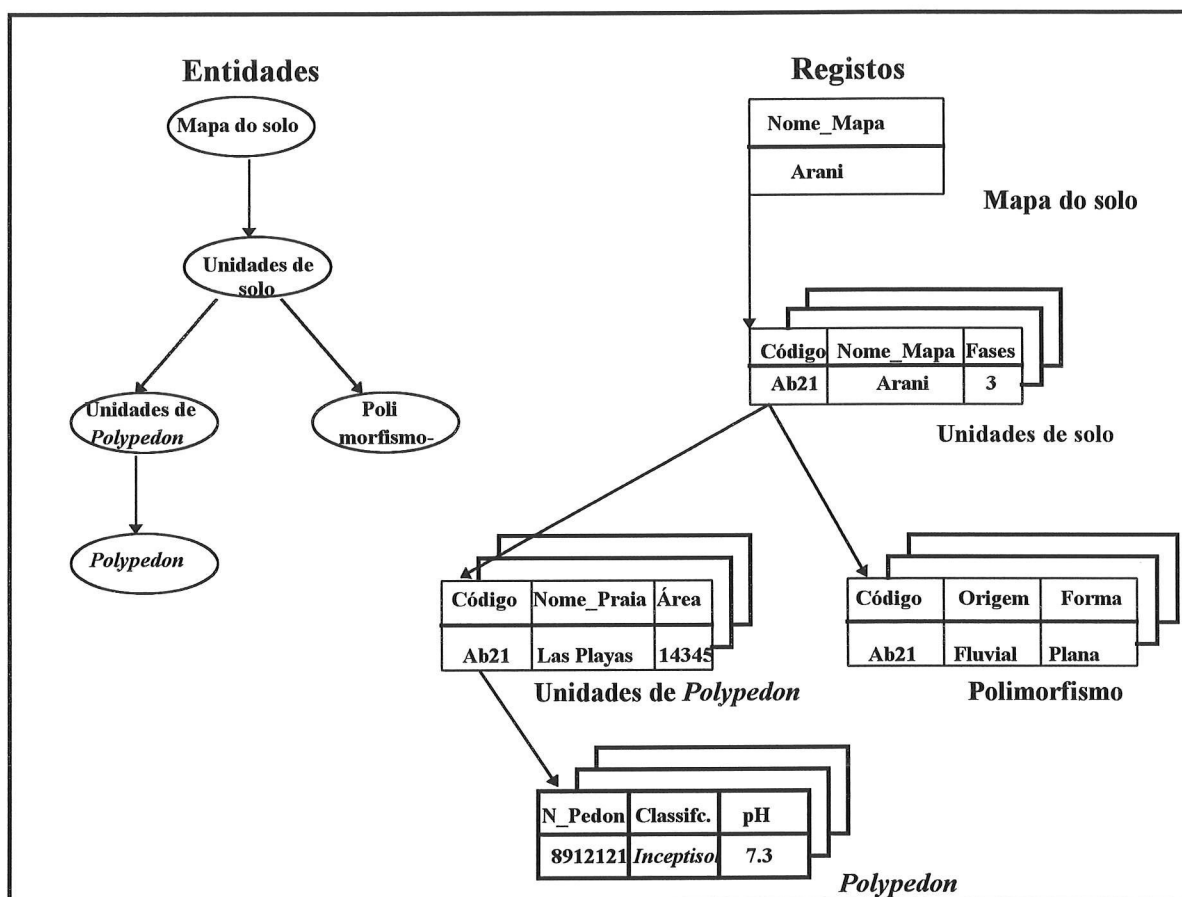 Entidades
Mapa do solo
Unidades de
solo
Unidades de
Polypedon
Poli
morfismo-
Polypedon
Registos
Nome_Mapa
Arani
Mapa do solo
Código Nome_Mapa Fases
Ab21 Arani 3
Unidades de solo
Código Nome_Praia Área
Ab21 Las Playas 14345
Unidades de Polypedon
Código Origem Forma
Ab21 Fluvial Plana
Polimorfismo
N_Pedon Classifc. pH
8912121 Inceptisol 7.3
Polypedon